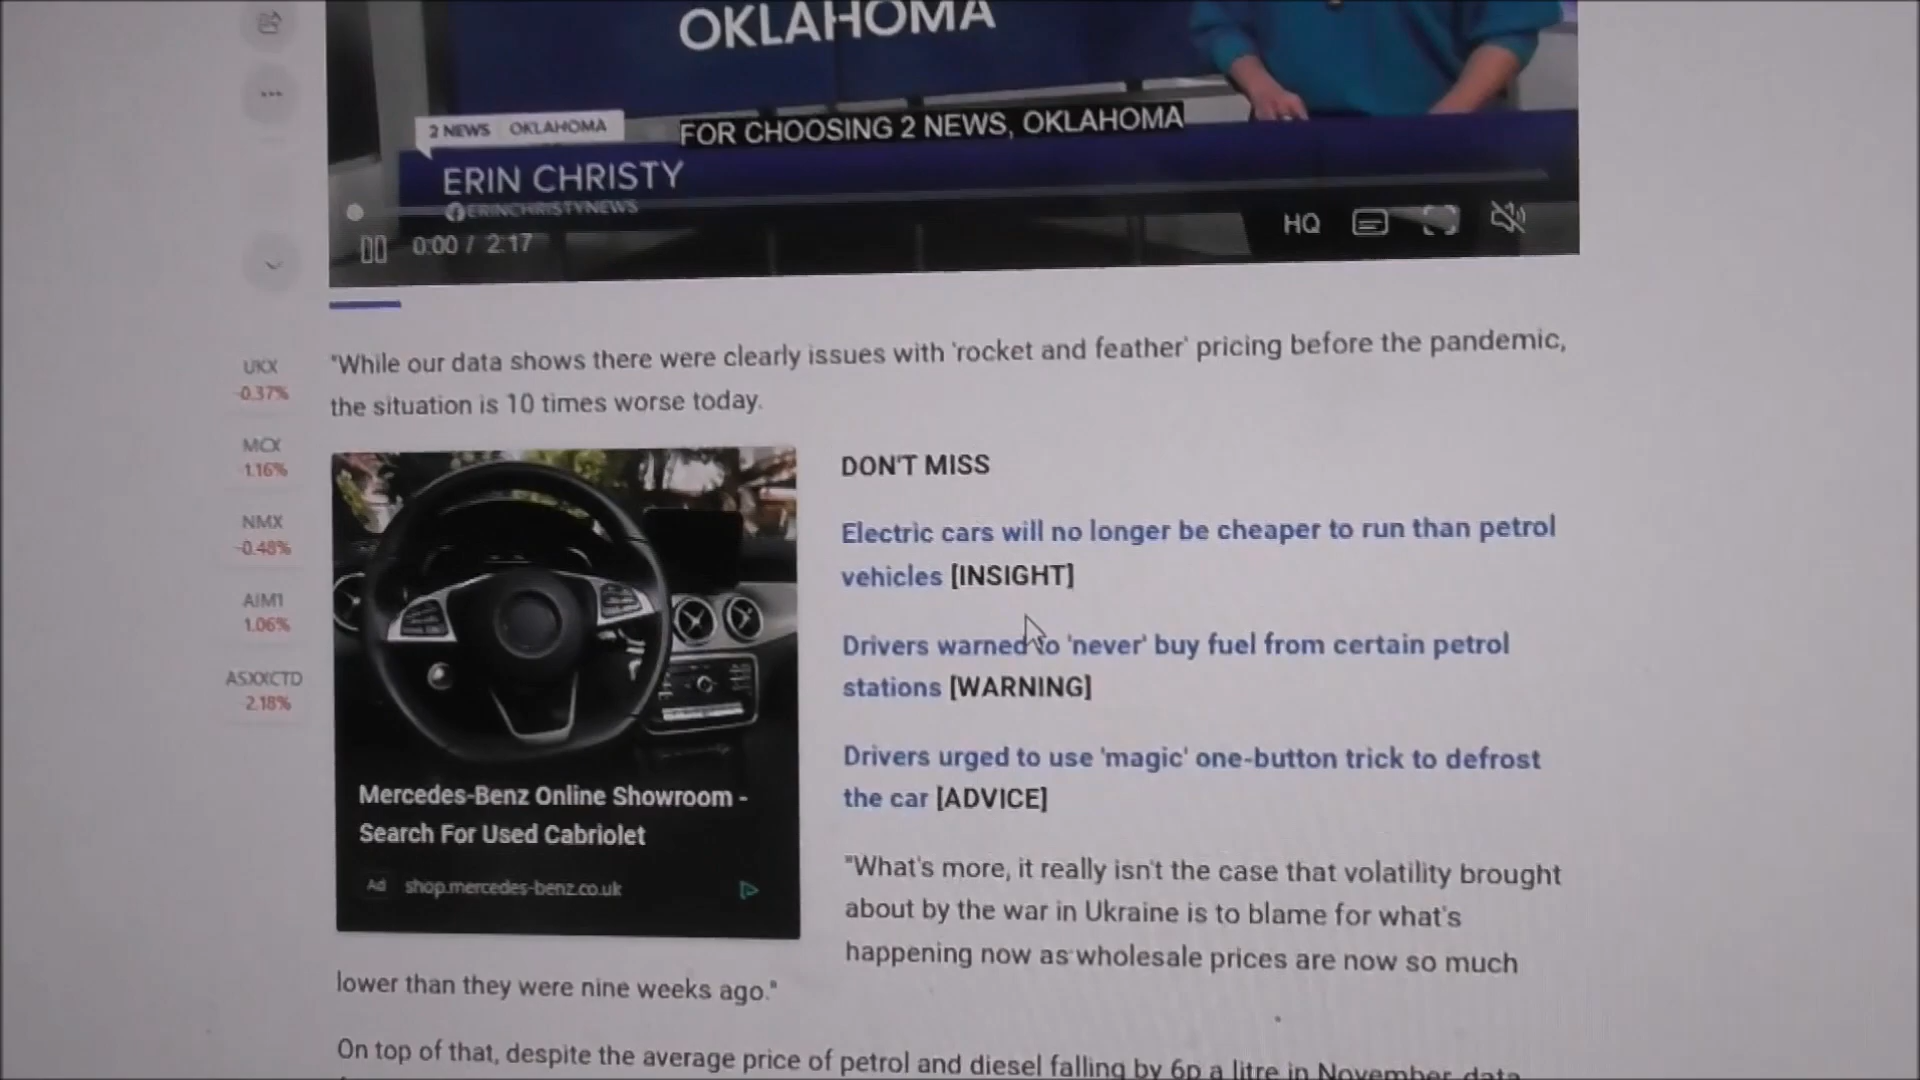 OKLAHOMA
2 NEWS OKLAHOMA
FOR CHOOSING 2 NEWS, OKLAHOMA
ERIN CHRISTY
ERINCHRISTYNEWS
0:00 / 2:17
HQ
"While our data shows there were clearly issues with 'rocket and feather' pricing before the pandemic,
the situation is 10 times worse today.
UKX
-0.37%
MCX
-1.16%
NMX
-0.48%
AIM1
1.06%
ASXXCTD
-2.18%
Mercedes-Benz Online Showroom -
Search For Used Cabriolet
Ad shop.mercedes-benz.co.uk
DON'T MISS
Electric cars will no longer be cheaper to run than petrol
vehicles [INSIGHT]
Drivers warned to 'never' buy fuel from certain petrol
stations [WARNING]
Drivers urged to use 'magic' one-button trick to defrost
the car [ADVICE]
"What's more, it really isn't the case that volatility brought
about by the war in Ukraine is to blame for what's
happening now as wholesale prices are now so much
lower than they were nine weeks ago."
On top of that, despite the average price of petrol and diesel falling by 6p a litre in November, data